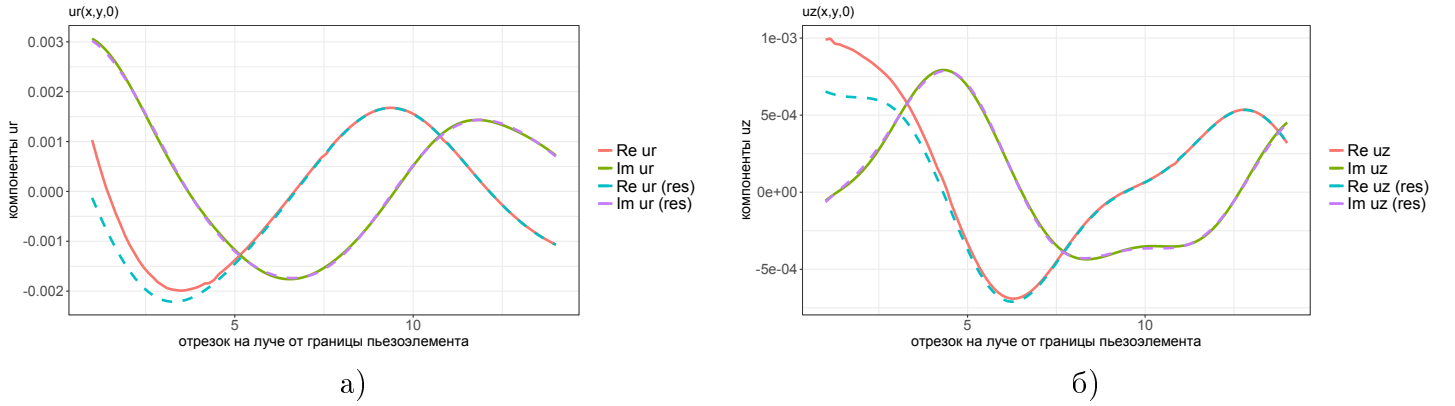 ur(x,y,0)
компоненты ur
0.003
0.002
0.001
0.000
-0.001
-0.002
5
10
отрезок на луче от границы пьезоэлемента
Re ur
Im ur
Re ur (res)
Im ur (res)
а)
uz(x,y,0)
компоненты uz
1e-03
5e-04
0e+00
-5e-04
5
10
отрезок на луче от границы пьезоэлемента
Re uz
Im uz
Re uz (res)
Im uz (res)
б)